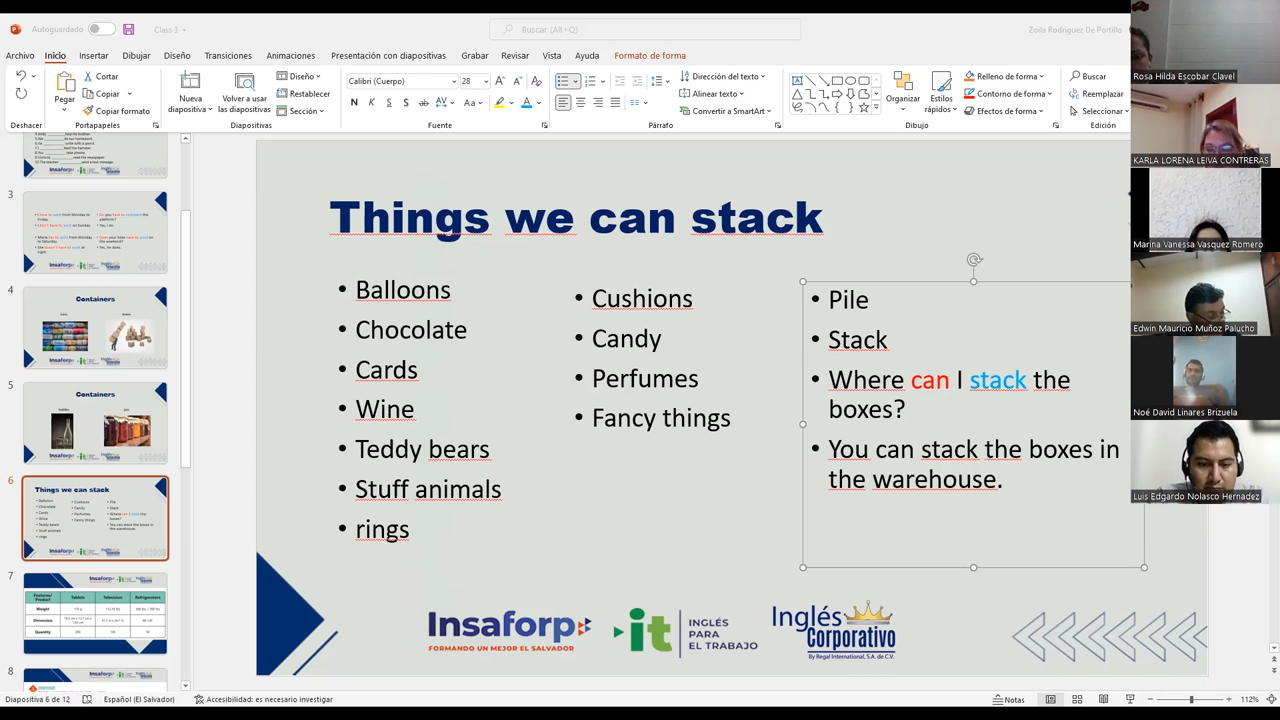 Autoguardado
Class 3
Buscar (Alt+Q)
Zoila Rodriguez De Portillo
Archivo Inicio Insertar Dibujar Diseño Transiciones Animaciones Presentación con diapositivas Grabar Revisar Vista Ayuda Formato de forma
Pegar
Cortar
Copiar
Copiar formato
Portapapeles
Nueva diapositiva
Volver a usar diapositivas
Diseño
Restablecer
Sección
Diapositivas
Calibri (Cuerpo) 28
Fuente
Dirección del texto
Alinear texto
Convertir a SmartArt
Párrafo
Organizar
Estilos rápidos
Relleno de forma
Contorno de forma
Efectos de forma
Dibujo
Buscar
Reemplazar
Seleccionar
Edición
3
4
Containers
5
Containers
6
Things we can stack
7
8
Things we can stack
• Balloons
• Chocolate
• Cards
• Wine
• Teddy bears
• Stuff animals
• rings
• Cushions
• Candy
• Perfumes
• Fancy things
• Pile
• Stack
• Where can I stack the
boxes?
• You can stack the boxes in
the warehouse.
Insaforp
FORMANDO UN MEJOR EL SALVADOR
it
INGLÉS
PARA
EL TRABAJO
Inglés
Corporativo
By Regal International, S.A. de C.V.
Rosa Hilda Escobar Clavel
KARLA LORENA LEIVA CONTRERAS
Marina Vanessa Vasquez Romero
Edwin Mauricio Muñoz Palucho
Noé David Linares Brizuela
Luis Edgardo Nolasco Hernadez
Diapositiva 6 de 12
Español (El Salvador)
Accesibilidad: es necesario investigar
Notas
112%